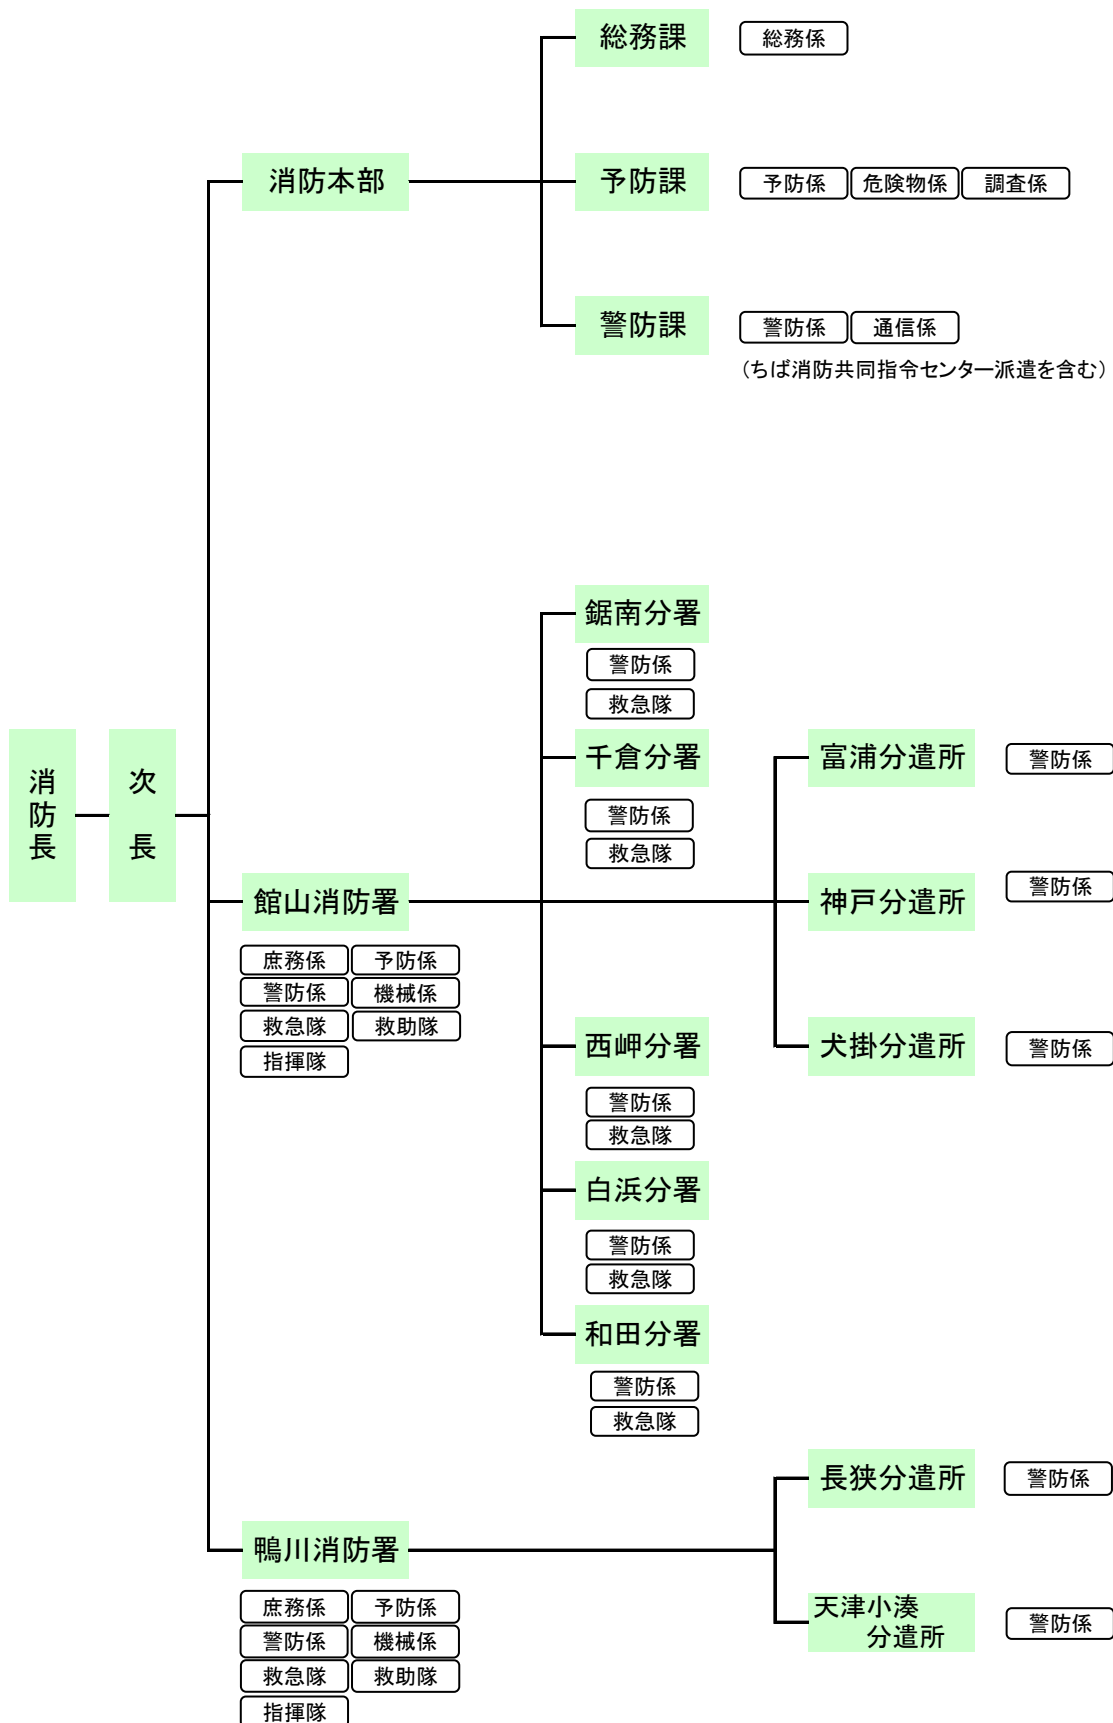 総務課
総務係
消防本部
予防課
予防係
危険物係
調査係
警防課
警防係
通信係
(ちば消防共同指令センター派遣を含む)
鋸南分署
警防係
救急隊
消防長
次長
千倉分署
警防係
救急隊
富浦分遣所
警防係
館山消防署
神戸分遣所
警防係
庶務係
予防係
警防係
機械係
救急隊
救助隊
指揮隊
西岬分署
警防係
救急隊
犬掛分遣所
警防係
白浜分署
警防係
救急隊
和田分署
警防係
救急隊
長狭分遣所
警防係
鴨川消防署
庶務係
予防係
警防係
機械係
救急隊
救助隊
指揮隊
天津小湊
分遣所
警防係